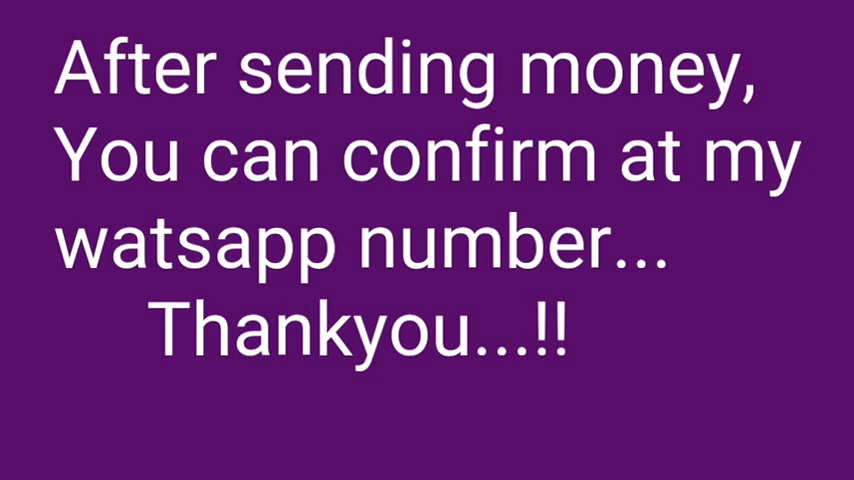 After sending money,
You can confirm at my
watsapp number...
Thankyou...!!